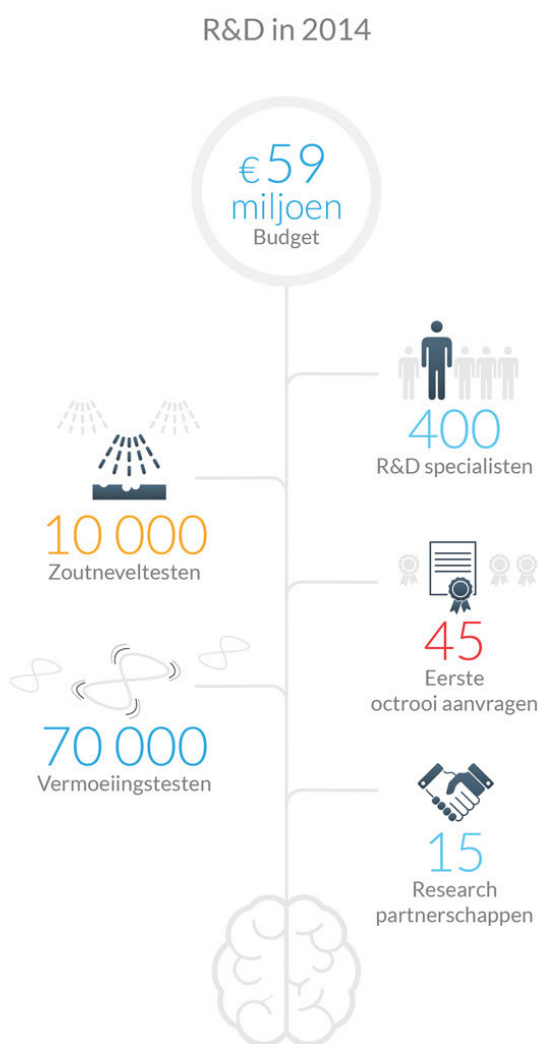 R&D in 2014
€ 59
miljoen
Budget
400
R&D specialisten
10 000
Zoutneveltesten
45
Eerste
octrooi aanvragen
70 000
Vermoeiingstesten
15
Research
partnerschappen